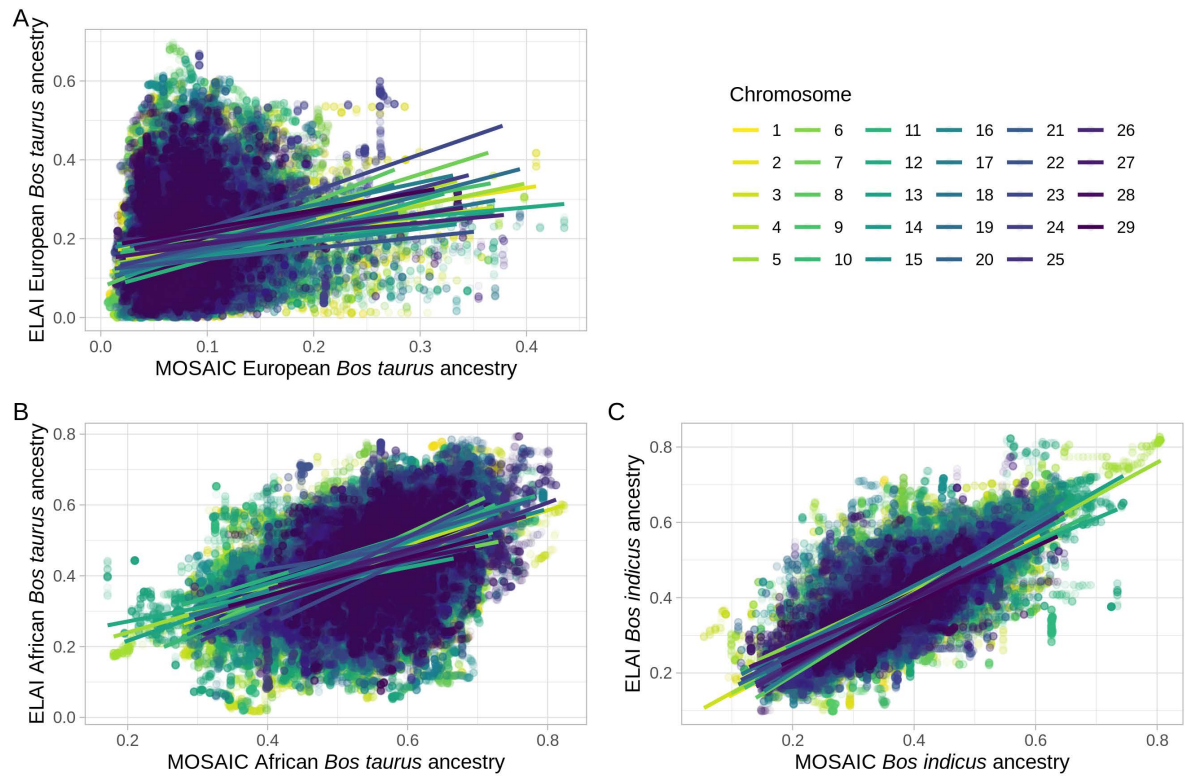 A
ELAI European Bos taurus ancestry
0.6
0.4
0.2
0.0
0.0 0.1 0.2 0.3 0.4
MOSAIC European Bos taurus ancestry
Chromosome
1 6 11 16 21 26
2 7 12 17 22 27
3 8 13 18 23 28
4 9 14 19 24 29
5 10 15 20 25
B
ELAI African Bos taurus ancestry
0.8
0.6
0.4
0.2
0.0
0.2 0.4 0.6 0.8
MOSAIC African Bos taurus ancestry
C
ELAI Bos indicus ancestry
0.8
0.6
0.4
0.2
0.2 0.4 0.6 0.8
MOSAIC Bos indicus ancestry